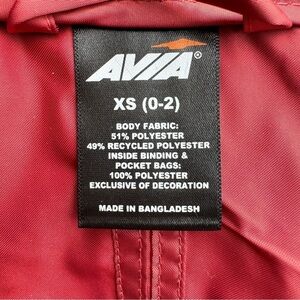 AVIA®
XS (0-2)
BODY FABRIC:
51% POLYESTER
49% RECYCLED POLYESTER
INSIDE BINDING &
POCKET BAGS:
100% POLYESTER
EXCLUSIVE OF DECORATION
MADE IN BANGLADESH